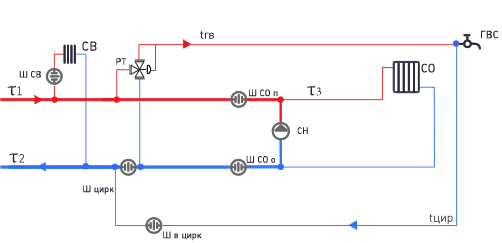 tгв
ГВС
СВ
РТ
Ш СВ
СО
τ1
Ш СО п
τ3
СН
τ2
Ш СО о
Ш цирк
tцир
Ш в цирк